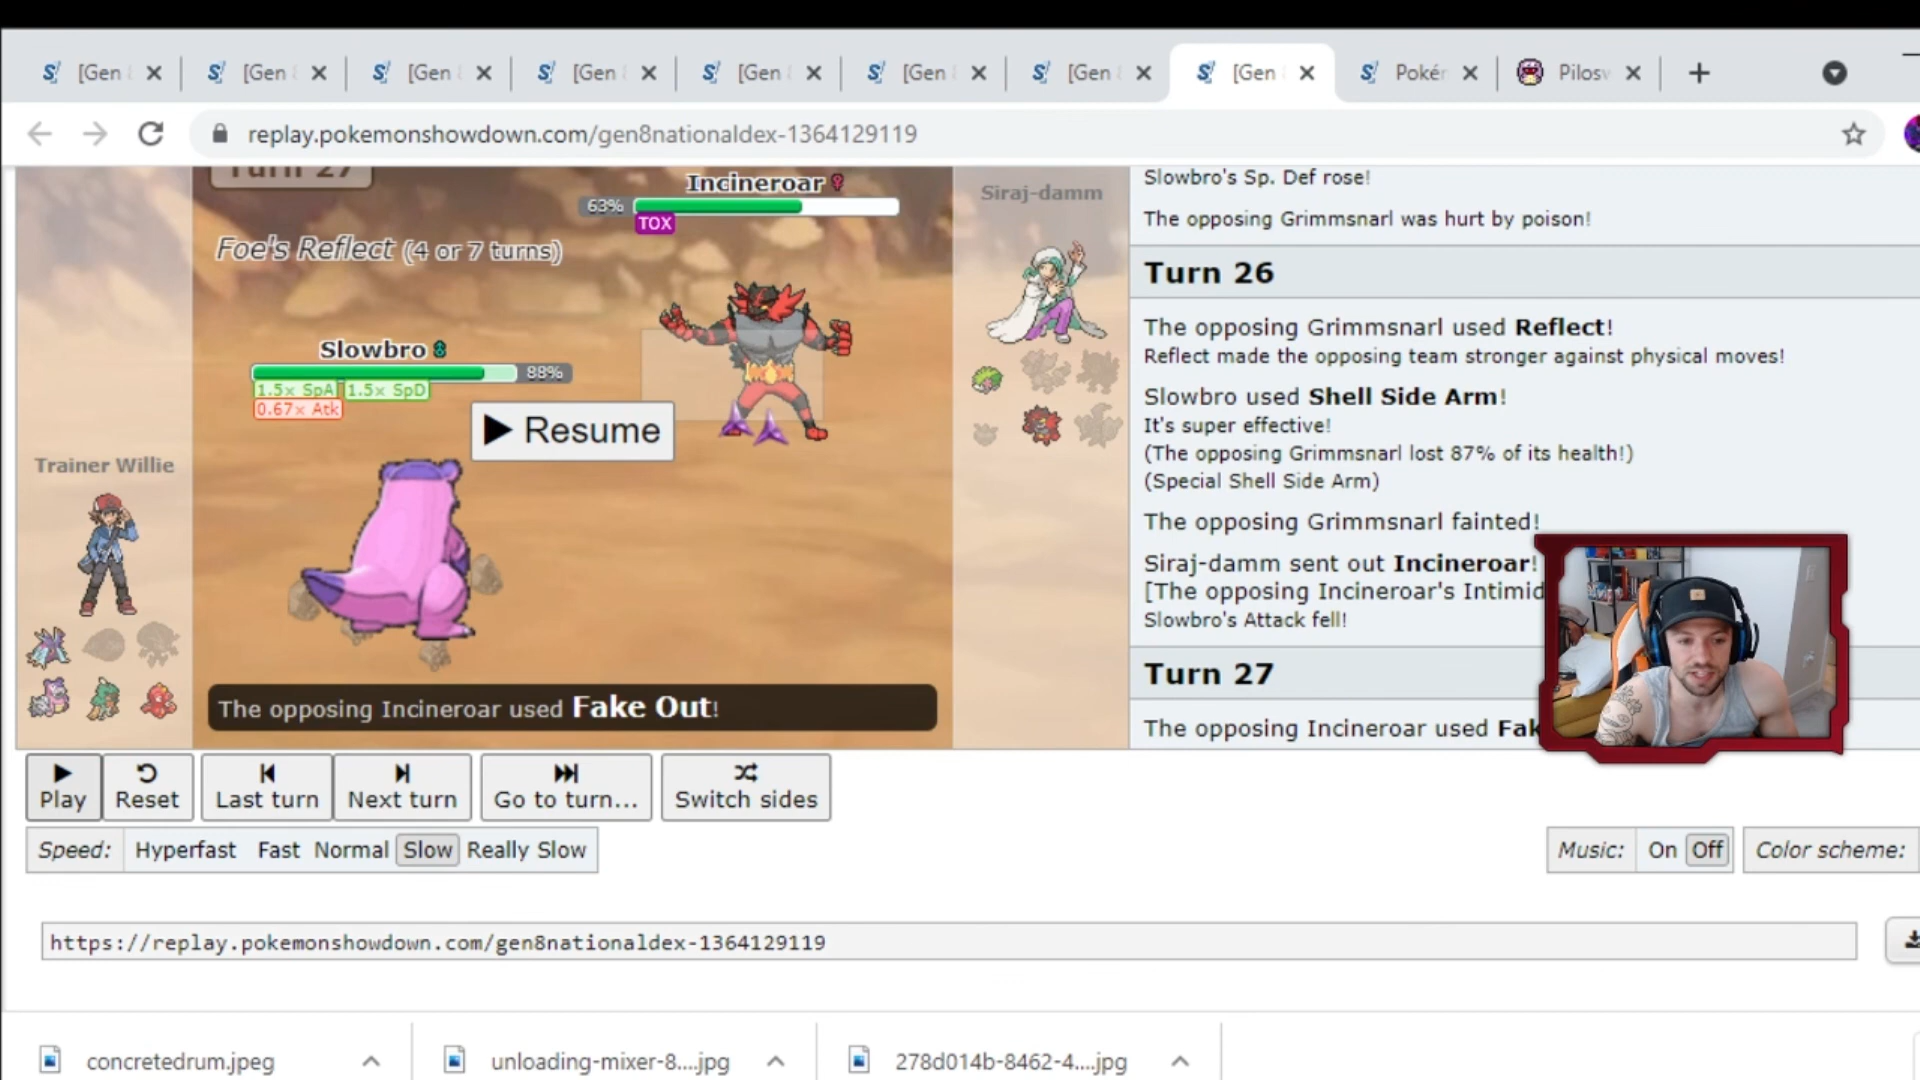 [Gen
[Gen
[Gen
[Gen
[Gen
[Gen
[Gen
[Gen
Pokér
Pilosw
replay.pokemonshowdown.com/gen8nationaldex-1364129119
Turn 27
Incineroar
63%
TOX
Foe's Reflect (4 or 7 turns)
Slowbro
88%
1.5× SpA 1.5× SpD
0.67× Atk
Resume
Trainer Willie
Siraj-damm
The opposing Incineroar used Fake Out!
Slowbro's Sp. Def rose!
The opposing Grimmsnarl was hurt by poison!
Turn 26
The opposing Grimmsnarl used Reflect!
Reflect made the opposing team stronger against physical moves!
Slowbro used Shell Side Arm!
It's super effective!
(The opposing Grimmsnarl lost 87% of its health!)
(Special Shell Side Arm)
The opposing Grimmsnarl fainted!
Siraj-damm sent out Incineroar!
[The opposing Incineroar's Intimid
Slowbro's Attack fell!
Turn 27
The opposing Incineroar used Fak
Play Reset Last turn Next turn Go to turn... Switch sides
Speed: Hyperfast Fast Normal Slow Really Slow
Music: On Off Color scheme:
https://replay.pokemonshowdown.com/gen8nationaldex-1364129119
concretedrum.jpeg
unloading-mixer-8....jpg
278d014b-8462-4....jpg